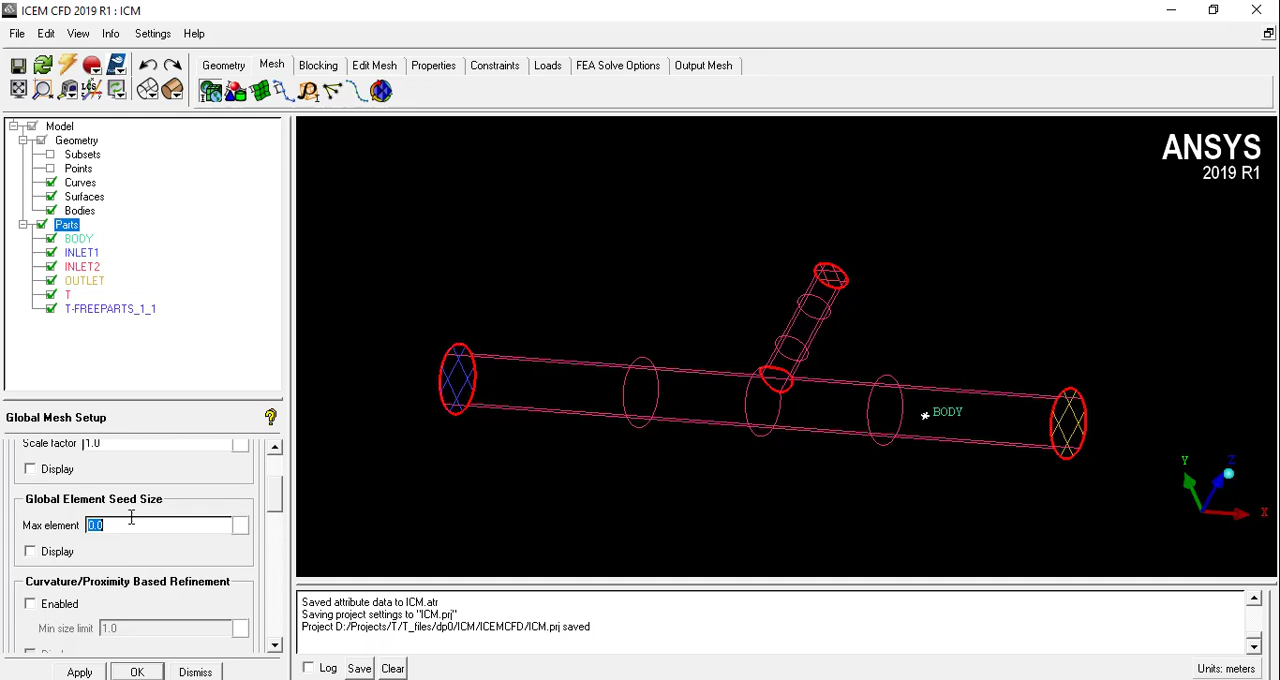 ICEM CFD 2019 R1 : ICM
File Edit View Info Settings Help
Geometry Mesh Blocking Edit Mesh Properties Constraints Loads FEA Solve Options Output Mesh
LCS
Model
Geometry
Subsets
Points
Curves
Surfaces
Bodies
Parts
BODY
INLET1
INLET2
OUTLET
T
T-FREEPARTS_1_1
ANSYS
2019 R1
BODY
Y
Z
X
Global Mesh Setup
Scale factor 1.0
Display
Global Element Seed Size
Max element 0.0
Display
Curvature/Proximity Based Refinement
Enabled
Min size limit 1.0
Apply OK Dismiss
Saved attribute data to ICM.atr
Saving project settings to "ICM.prj"
Project D:/Projects/T/T_files/dp0/ICM/ICEMCFD/ICM.prj saved
Log Save Clear
Units: meters